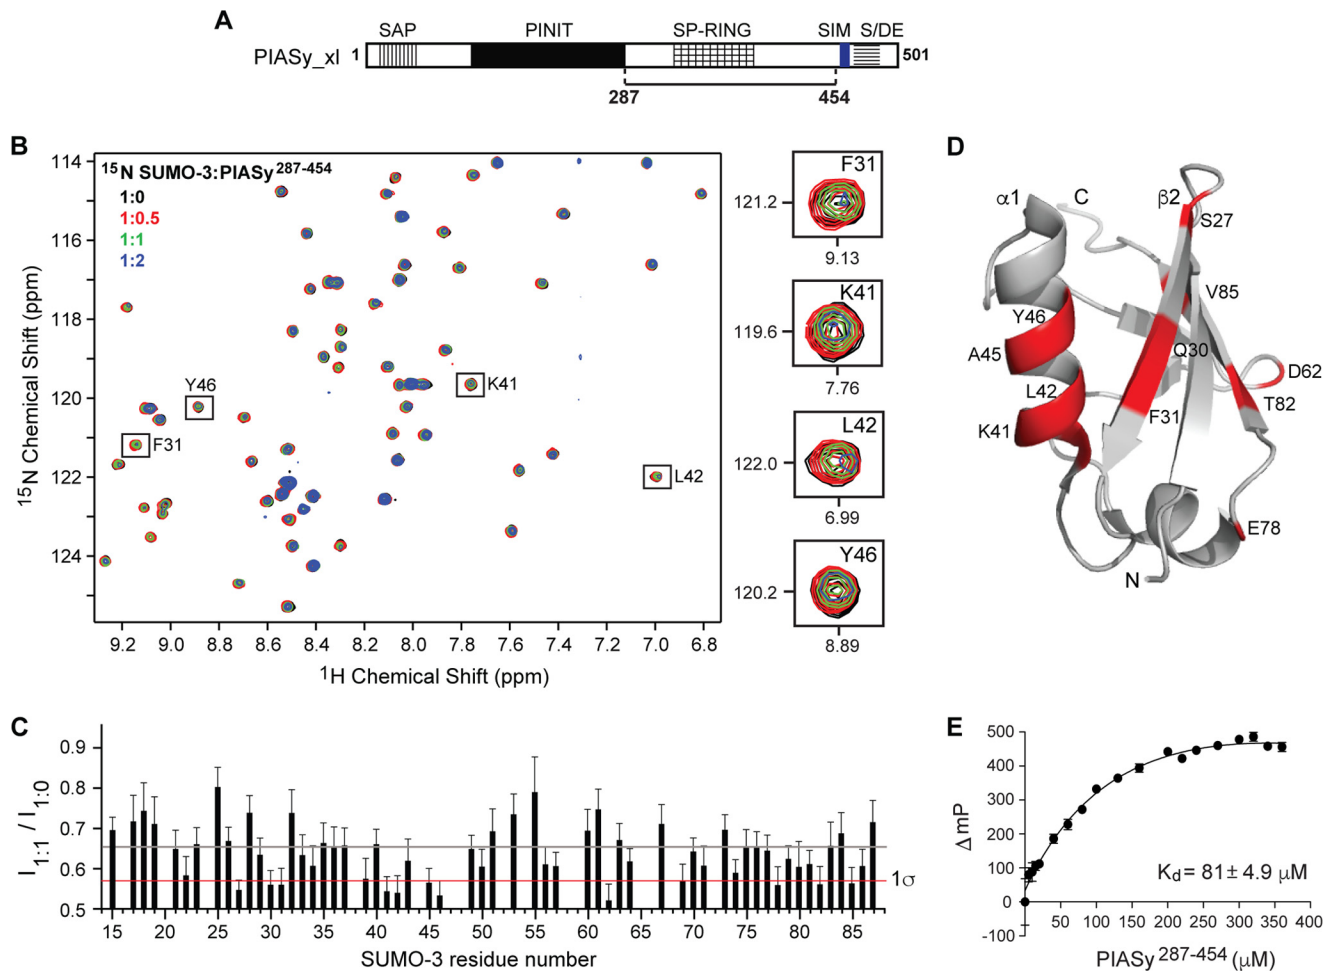 A
SAP PINIT SP-RING SIM S/DE
PIASy_xl 1 501
287 454
B
15N SUMO-3:PIASy287-454
1:0
1:0.5
1:1
1:2
114
116
118
120
122
124
15N Chemical Shift (ppm)
Y46
K41
F31
L42
9.2 9.0 8.8 8.6 8.4 8.2 8.0 7.8 7.6 7.4 7.2 7.0 6.8
1H Chemical Shift (ppm)
F31
121.2
9.13
K41
119.6
7.76
L42
122.0
6.99
Y46
120.2
8.89
D
α1
C
β2
S27
V85
Y46
A45
Q30
D62
L42
T82
F31
K41
E78
N
C
0.9
0.8
0.7
0.6
0.5
I1:1 / I1:0
1σ
15 20 25 30 35 40 45 50 55 60 65 70 75 80 85
SUMO-3 residue number
E
500
400
300
200
100
0
-100
Δ mP
Kd = 81 ± 4.9 μM
50 100 150 200 250 300 350 400
PIASy287-454 (μM)